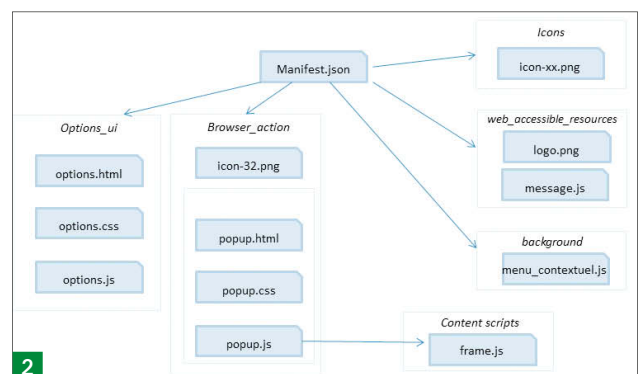 Manifest.json
Icons
icon-xx.png
Options_ui
options.html
options.css
options.js
Browser_action
icon-32.png
popup.html
popup.css
popup.js
web_accessible_resources
logo.png
message.js
background
menu_contextuel.js
Content scripts
frame.js
2